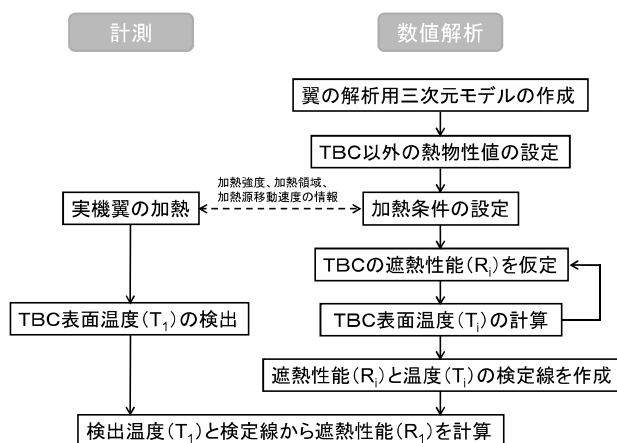 計測
数値解析
翼の解析用三次元モデルの作成
TBC以外の熱物性値の設定
加熱強度、加熱領域、
加熱源移動速度の情報
実機翼の加熱
加熱条件の設定
TBCの遮熱性能(Ri)を仮定
TBC表面温度(T1)の検出
TBC表面温度(Ti)の計算
遮熱性能(Ri)と温度(Ti)の検定線を作成
検出温度(T1)と検定線から遮熱性能(R1)を計算